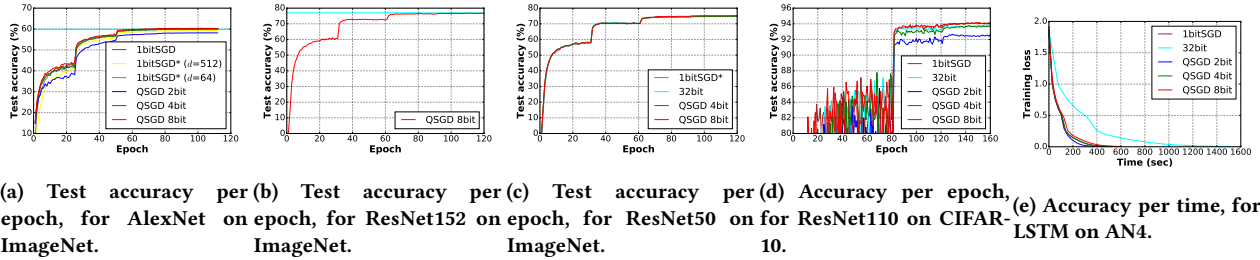 Test accuracy (%)
70
60
50
40
30
20
10
0 20 40 60 80 100 120
Epoch
1bitSGD
1bitSGD* (d=512)
1bitSGD* (d=64)
QSGD 2bit
QSGD 4bit
QSGD 8bit
Test accuracy (%)
80
70
60
50
40
30
20
10
0
0 20 40 60 80 100 120
Epoch
QSGD 8bit
Test accuracy (%)
80
70
60
50
40
30
20
10
0
0 20 40 60 80 100 120
Epoch
1bitSGD*
32bit
QSGD 4bit
QSGD 8bit
Test accuracy (%)
96
94
92
90
88
86
84
82
80
0 20 40 60 80 100 120 140 160
Epoch
1bitSGD
32bit
QSGD 2bit
QSGD 4bit
QSGD 8bit
Training loss
2.0
1.5
1.0
0.5
0.0
0 200 400 600 800 1000 1200 1400 1600
Time (sec)
1bitSGD
32bit
QSGD 2bit
QSGD 4bit
QSGD 8bit
(a) Test accuracy per
epoch, for AlexNet on
ImageNet.
(b) Test accuracy per
epoch, for ResNet152 on
ImageNet.
(c) Test accuracy per
epoch, for ResNet50 on
ImageNet.
(d) Accuracy per epoch,
for ResNet110 on CIFAR-
10.
(e) Accuracy per time, for
LSTM on AN4.